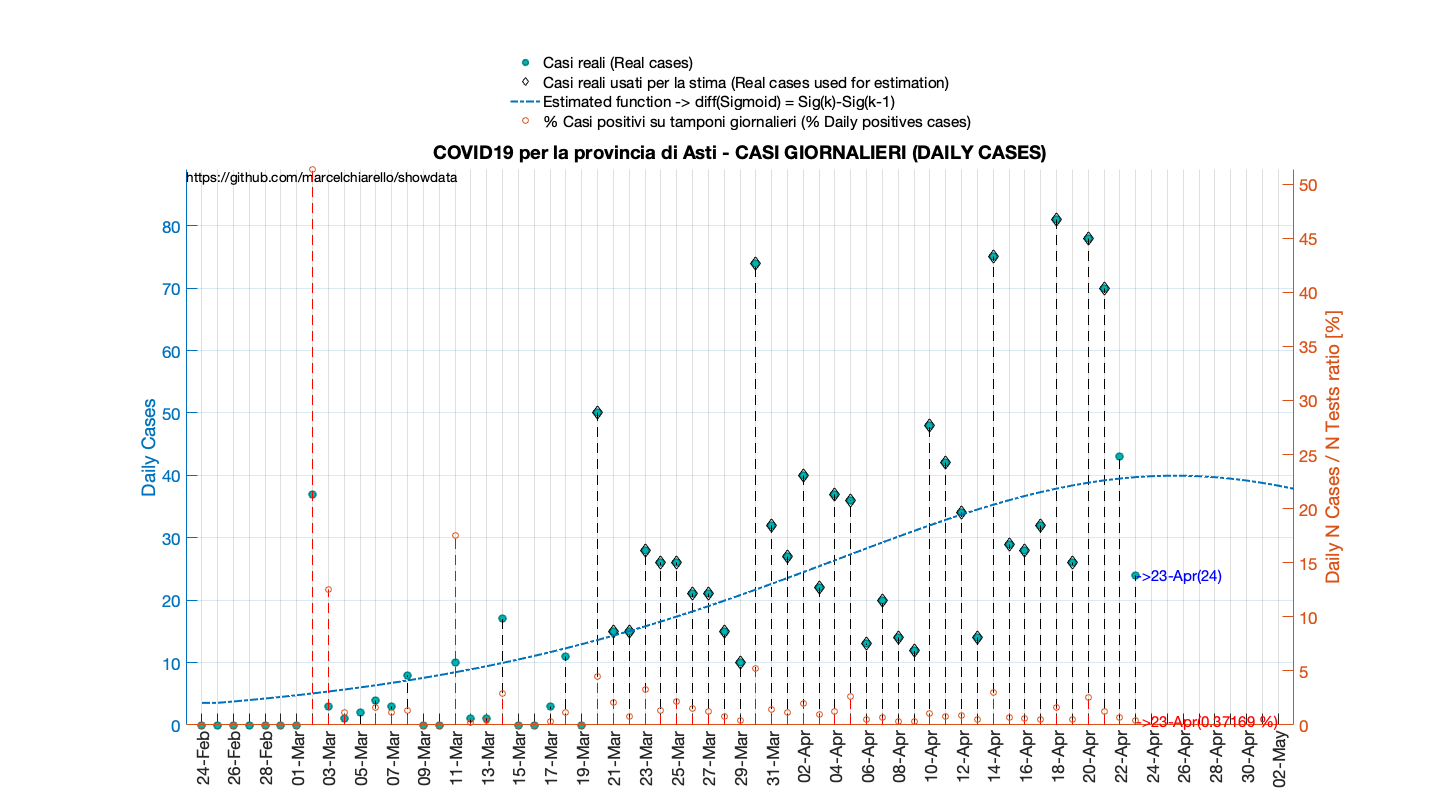 Casi reali (Real cases)
Casi reali usati per la stima (Real cases used for estimation)
Estimated function -> diff(Sigmoid) = Sig(k)-Sig(k-1)
% Casi positivi su tamponi giornalieri (% Daily positives cases)
COVID19 per la provincia di Asti - CASI GIORNALIERI (DAILY CASES)
https://github.com/marcelchiarello/showdata
Daily Cases
80
70
60
50
40
30
20
10
0
50
45
40
35
30
25
20
15
10
5
0
Daily N Cases / N Tests ratio [%]
->23-Apr(24)
->23-Apr(0.37169 %)
24-Feb
26-Feb
28-Feb
01-Mar
03-Mar
05-Mar
07-Mar
09-Mar
11-Mar
13-Mar
15-Mar
17-Mar
19-Mar
21-Mar
23-Mar
25-Mar
27-Mar
29-Mar
31-Mar
02-Apr
04-Apr
06-Apr
08-Apr
10-Apr
12-Apr
14-Apr
16-Apr
18-Apr
20-Apr
22-Apr
24-Apr
26-Apr
28-Apr
30-Apr
02-May